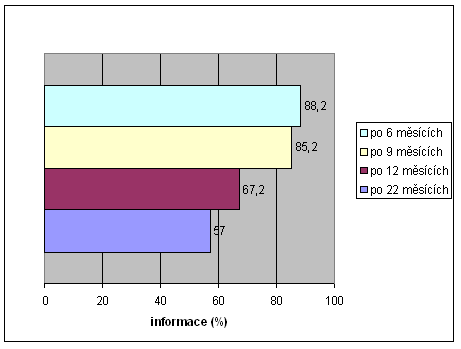 88,2
85,2
67,2
57
po 6 měsících
po 9 měsících
po 12 měsících
po 22 měsících
0 20 40 60 80 100
informace (%)